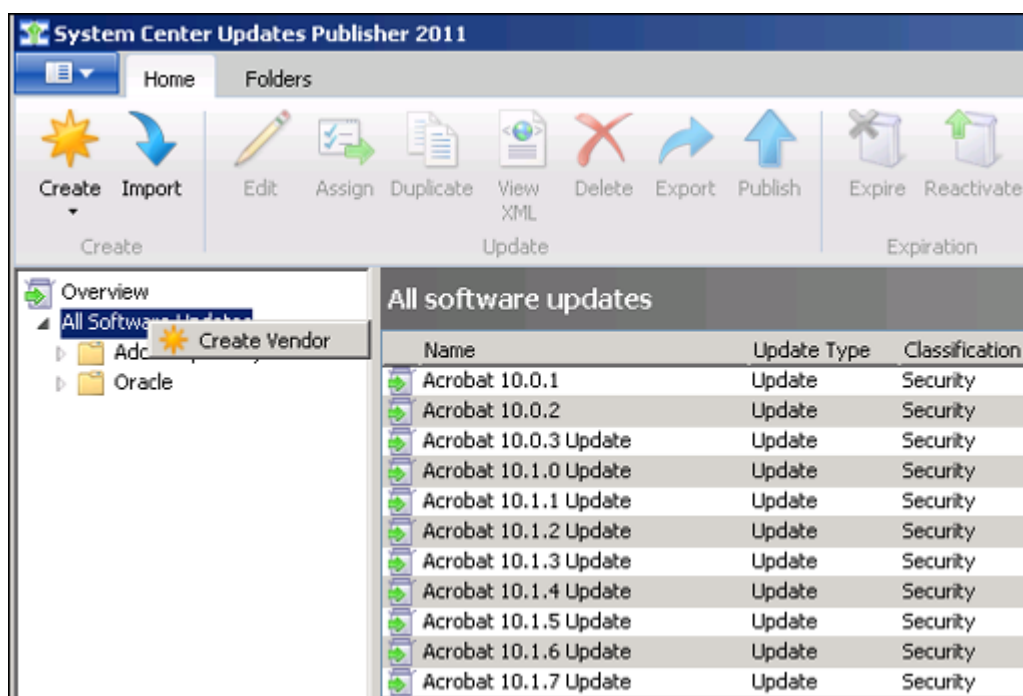 System Center Updates Publisher 2011
Home Folders
Create Import Edit Assign Duplicate View XML Delete Export Publish Expire Reactivate
Create Update Expiration
Overview
All Software Updates
Create Vendor
Oracle
All software updates
Name Update Type Classification
Acrobat 10.0.1 Update Security
Acrobat 10.0.2 Update Security
Acrobat 10.0.3 Update Update Security
Acrobat 10.1.0 Update Update Security
Acrobat 10.1.1 Update Update Security
Acrobat 10.1.2 Update Update Security
Acrobat 10.1.3 Update Update Security
Acrobat 10.1.4 Update Update Security
Acrobat 10.1.5 Update Update Security
Acrobat 10.1.6 Update Update Security
Acrobat 10.1.7 Update Update Security